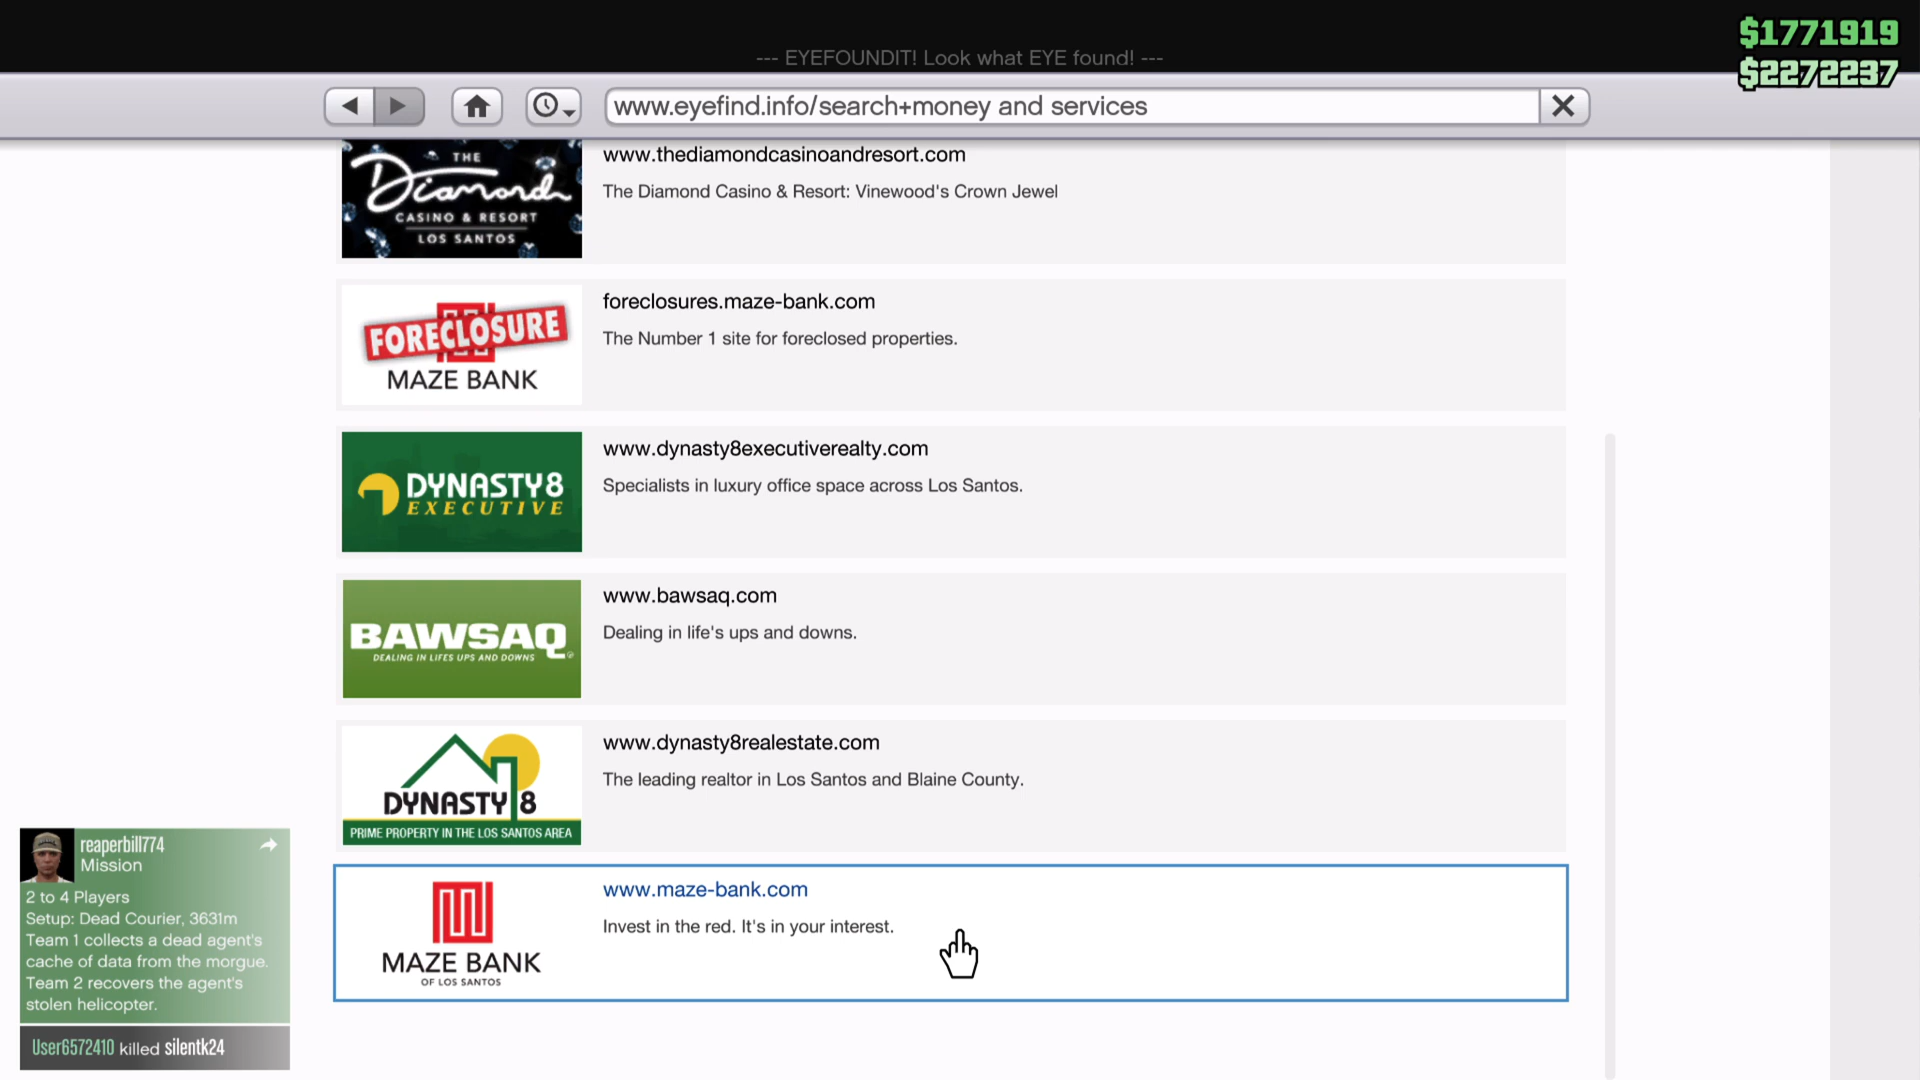 $1771919
$2272237
--- EYEFOUNDIT! Look what EYE found! ---
www.eyefind.info/search+money and services
THE
Diamond
CASINO & RESORT
LOS SANTOS
www.thediamondcasinoandresort.com
The Diamond Casino & Resort: Vinewood's Crown Jewel
FORECLOSURE
MAZE BANK
foreclosures.maze-bank.com
The Number 1 site for foreclosed properties.
DYNASTY8
EXECUTIVE
www.dynasty8executiverealty.com
Specialists in luxury office space across Los Santos.
BAWSAQ
DEALING IN LIFES UPS AND DOWNS
www.bawsaq.com
Dealing in life's ups and downs.
DYNASTY 8
PRIME PROPERTY IN THE LOS SANTOS AREA
www.dynasty8realestate.com
The leading realtor in Los Santos and Blaine County.
MAZE BANK
OF LOS SANTOS
www.maze-bank.com
Invest in the red. It's in your interest.
reaperbill774
Mission
2 to 4 Players
Setup: Dead Courier, 3631m
Team 1 collects a dead agent's
cache of data from the morgue.
Team 2 recovers the agent's
stolen helicopter.
User6572410 killed silentk24